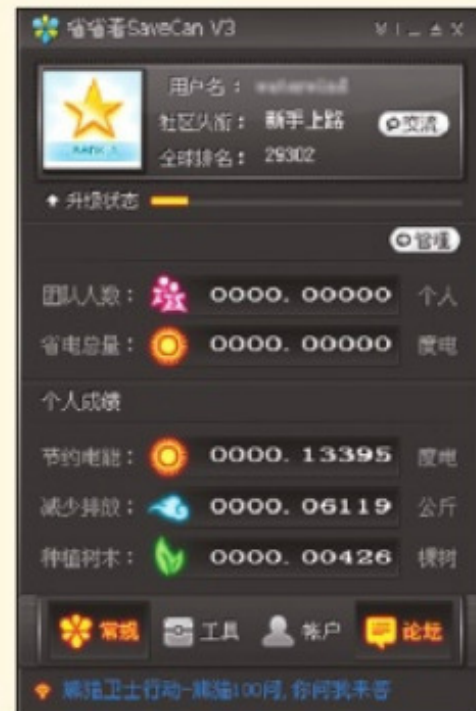 省省看SaveCan V3
RANK 1
用户名：
社区头衔： 新手上路 交流
全球排名： 29302
升级状态
管理
团队人数： 0000. 00000 个人
省电总量： 0000. 00000 度电
个人成绩
节约电能： 0000. 13395 度电
减少排放： 0000. 06119 公斤
种植树木： 0000. 00426 棵树
常规 工具 帐户 论坛
熊猫卫士行动-熊猫100问，你问我来答